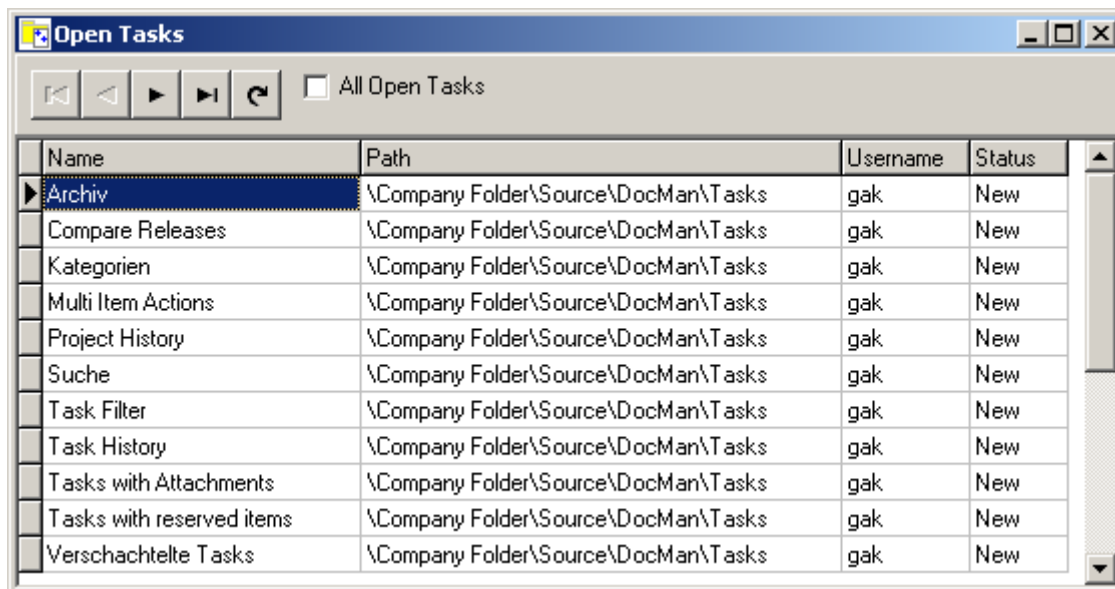 Open Tasks
All Open Tasks
Name Path Username Status
Archiv \Company Folder\Source\DocMan\Tasks gak New
Compare Releases \Company Folder\Source\DocMan\Tasks gak New
Kategorien \Company Folder\Source\DocMan\Tasks gak New
Multi Item Actions \Company Folder\Source\DocMan\Tasks gak New
Project History \Company Folder\Source\DocMan\Tasks gak New
Suche \Company Folder\Source\DocMan\Tasks gak New
Task Filter \Company Folder\Source\DocMan\Tasks gak New
Task History \Company Folder\Source\DocMan\Tasks gak New
Tasks with Attachments \Company Folder\Source\DocMan\Tasks gak New
Tasks with reserved items \Company Folder\Source\DocMan\Tasks gak New
Verschachtelte Tasks \Company Folder\Source\DocMan\Tasks gak New